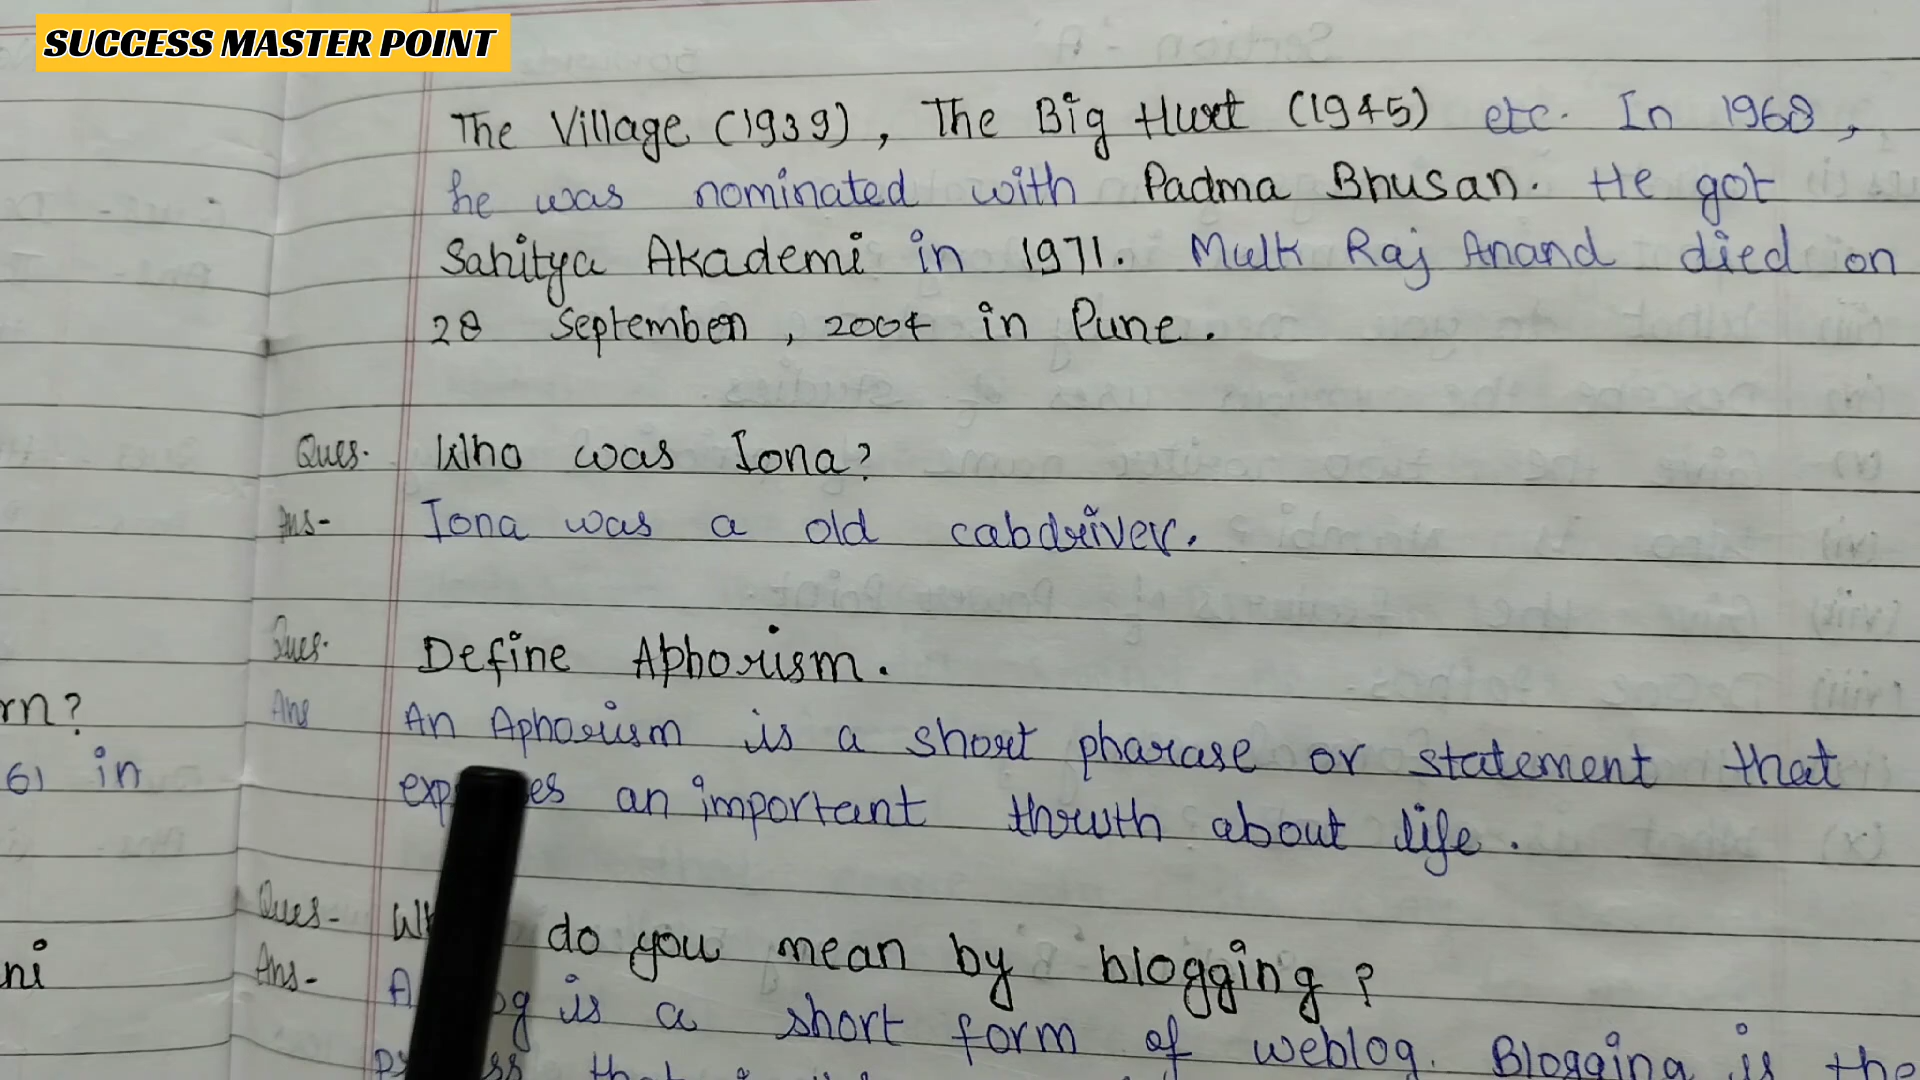 SUCCESS MASTER POINT
The Village (1939), The Big Hurt (1945) etc. In 1968,
he was nominated with Padma Bhusan. He got
Sahitya Akademi in 1971. Mulk Raj Anand died on
28 September, 2004 in Pune.
Ques. Who was Iona?
Ans- Iona was a old cabdriver.
Ques. Define Aphorism.
Ans An Aphorism is a short pharase or statement that
rn?
an important thruth about life.
61 in
Ques- do you mean by blogging?
ni
Ans- is a short form of weblog. Blogging is the